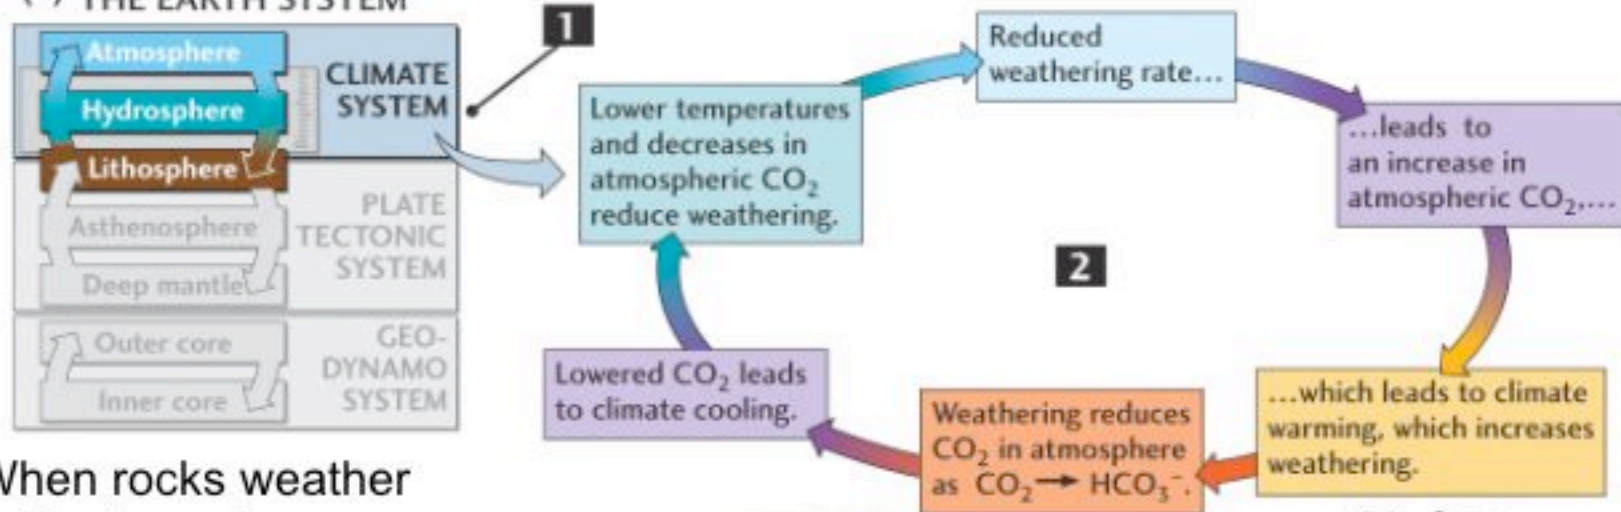 THE EARTH SYSTEM
Atmosphere
Hydrosphere
CLIMATE
SYSTEM
Lithosphere
Asthenosphere
Deep mantle
PLATE
TECTONIC
SYSTEM
Outer core
Inner core
GEO-
DYNAMO
SYSTEM
1
Lower temperatures
and decreases in
atmospheric CO₂
reduce weathering.
Reduced
weathering rate...
...leads to
an increase in
atmospheric CO₂,...
2
...which leads to climate
warming, which increases
weathering.
Weathering reduces
CO₂ in atmosphere
as CO₂→ HCO₃⁻.
Lowered CO₂ leads
to climate cooling.
When rocks weather